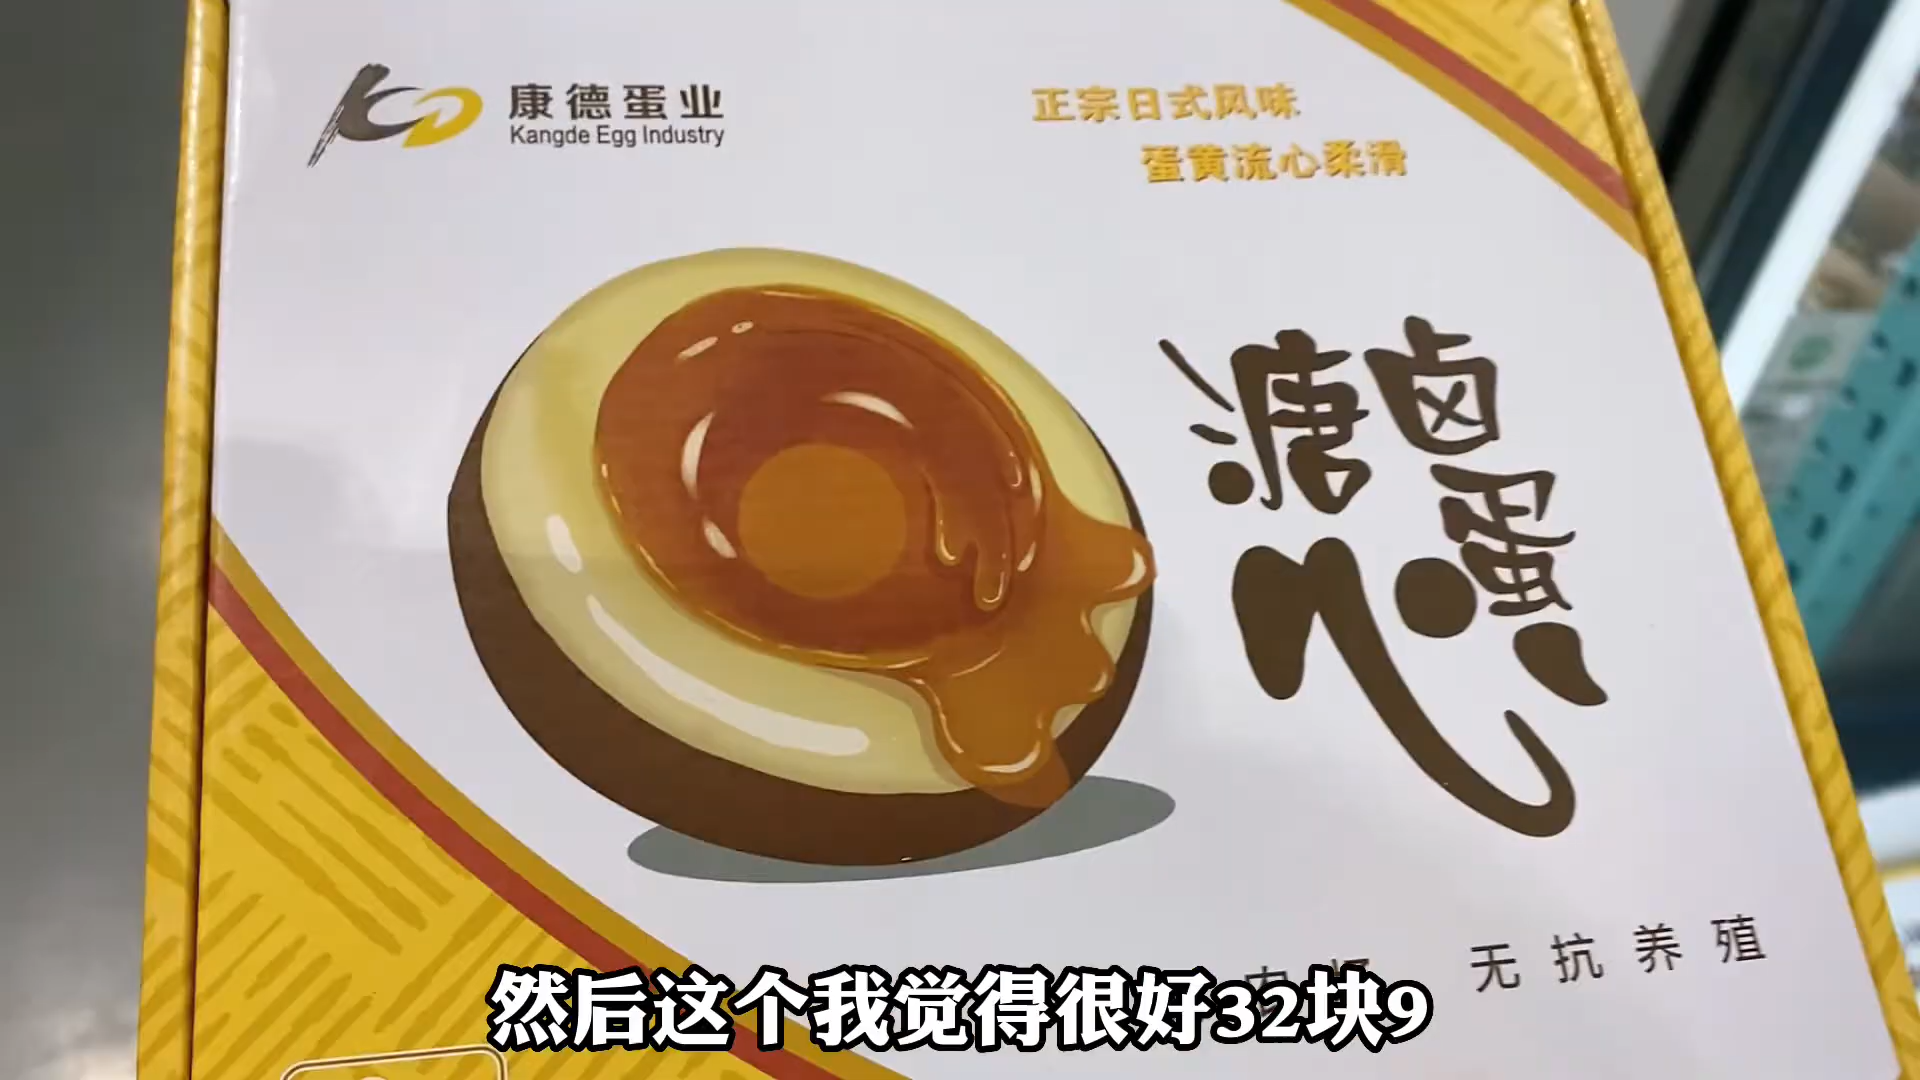 康德蛋业
Kangde Egg Industry
正宗日式风味
蛋黄流心柔滑
溏心
卤蛋
无抗养殖
然后这个我觉得很好32块9